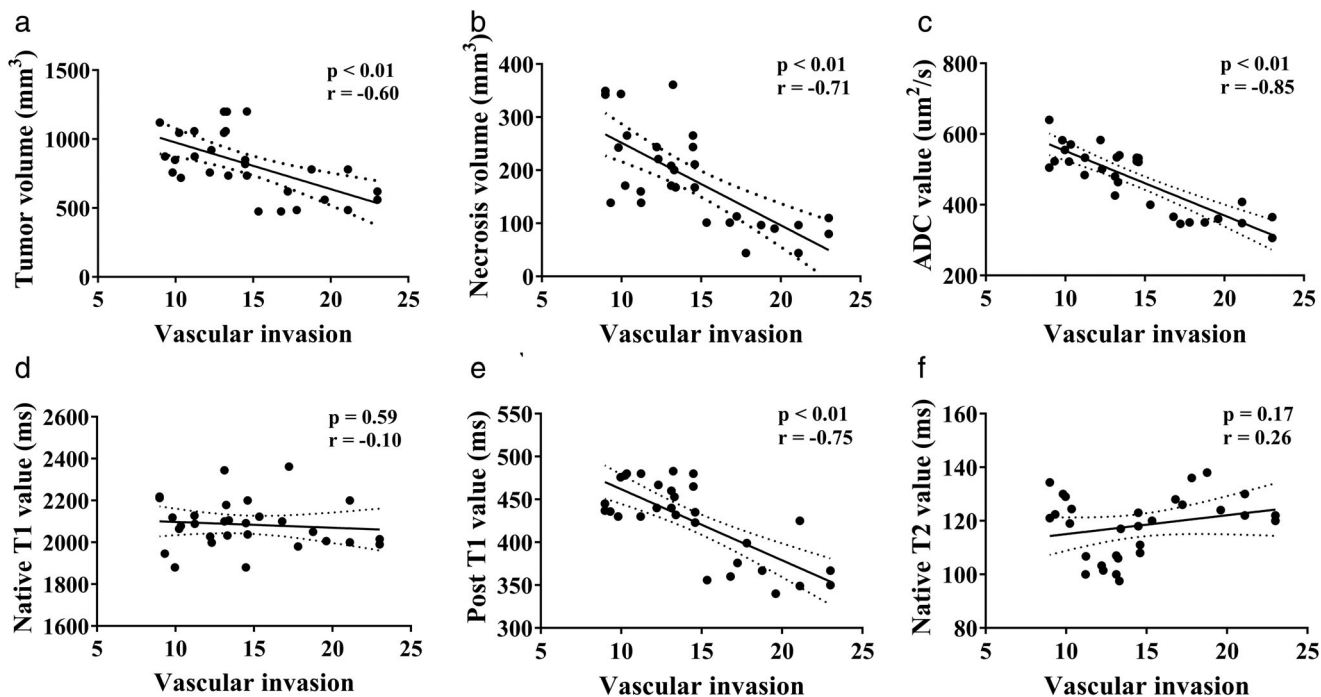 a
Tumor volume (mm³)
1500
1000
500
0
5 10 15 20 25
Vascular invasion
p < 0.01
r = -0.60
b
Necrosis volume (mm³)
400
300
200
100
0
5 10 15 20 25
Vascular invasion
p < 0.01
r = -0.71
c
ADC value (um²/s)
800
600
400
200
5 10 15 20 25
Vascular invasion
p < 0.01
r = -0.85
d
Native T1 value (ms)
2600
2400
2200
2000
1800
1600
5 10 15 20 25
Vascular invasion
p = 0.59
r = -0.10
e
Post T1 value (ms)
550
500
450
400
350
300
5 10 15 20 25
Vascular invasion
p < 0.01
r = -0.75
f
Native T2 value (ms)
160
140
120
100
80
5 10 15 20 25
Vascular invasion
p = 0.17
r = 0.26